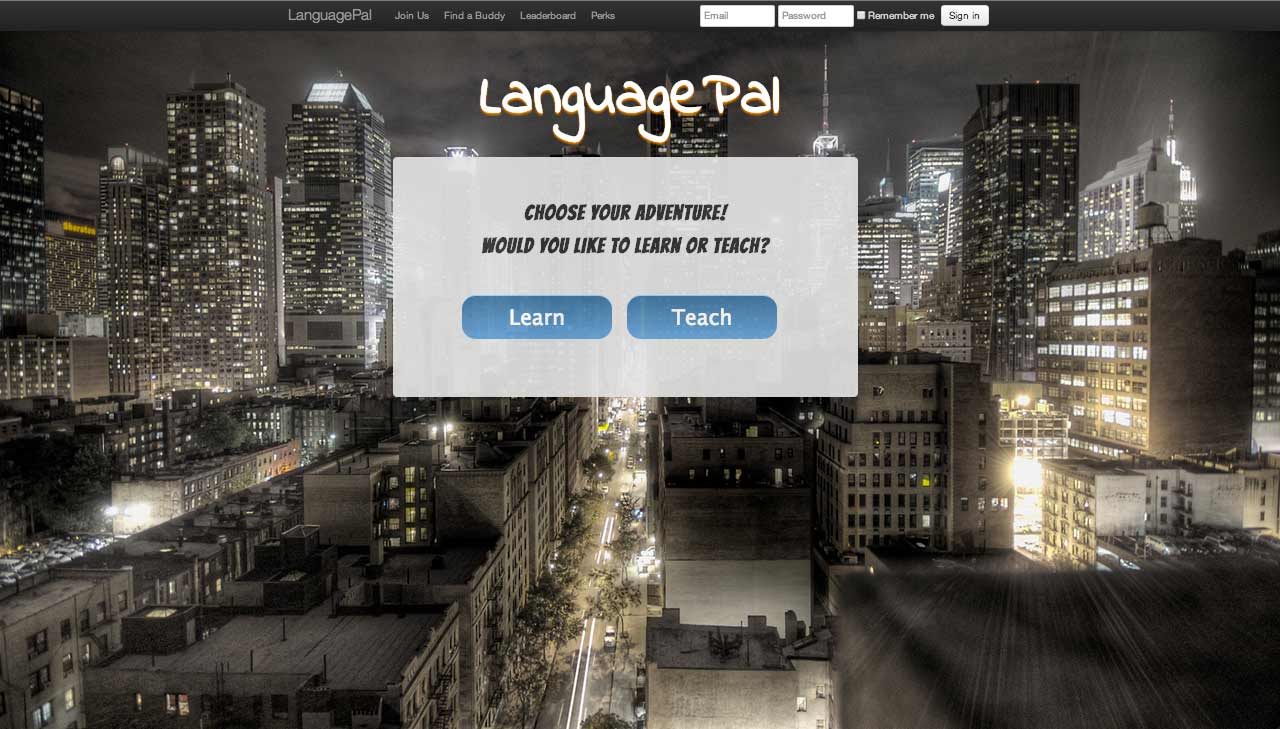 LanguagePal Join Us Find a Buddy Leaderboard Perks Email Password Remember me Sign in
LanguagePal
CHOOSE YOUR ADVENTURE!
WOULD YOU LIKE TO LEARN OR TEACH?
Learn Teach
Sheraton